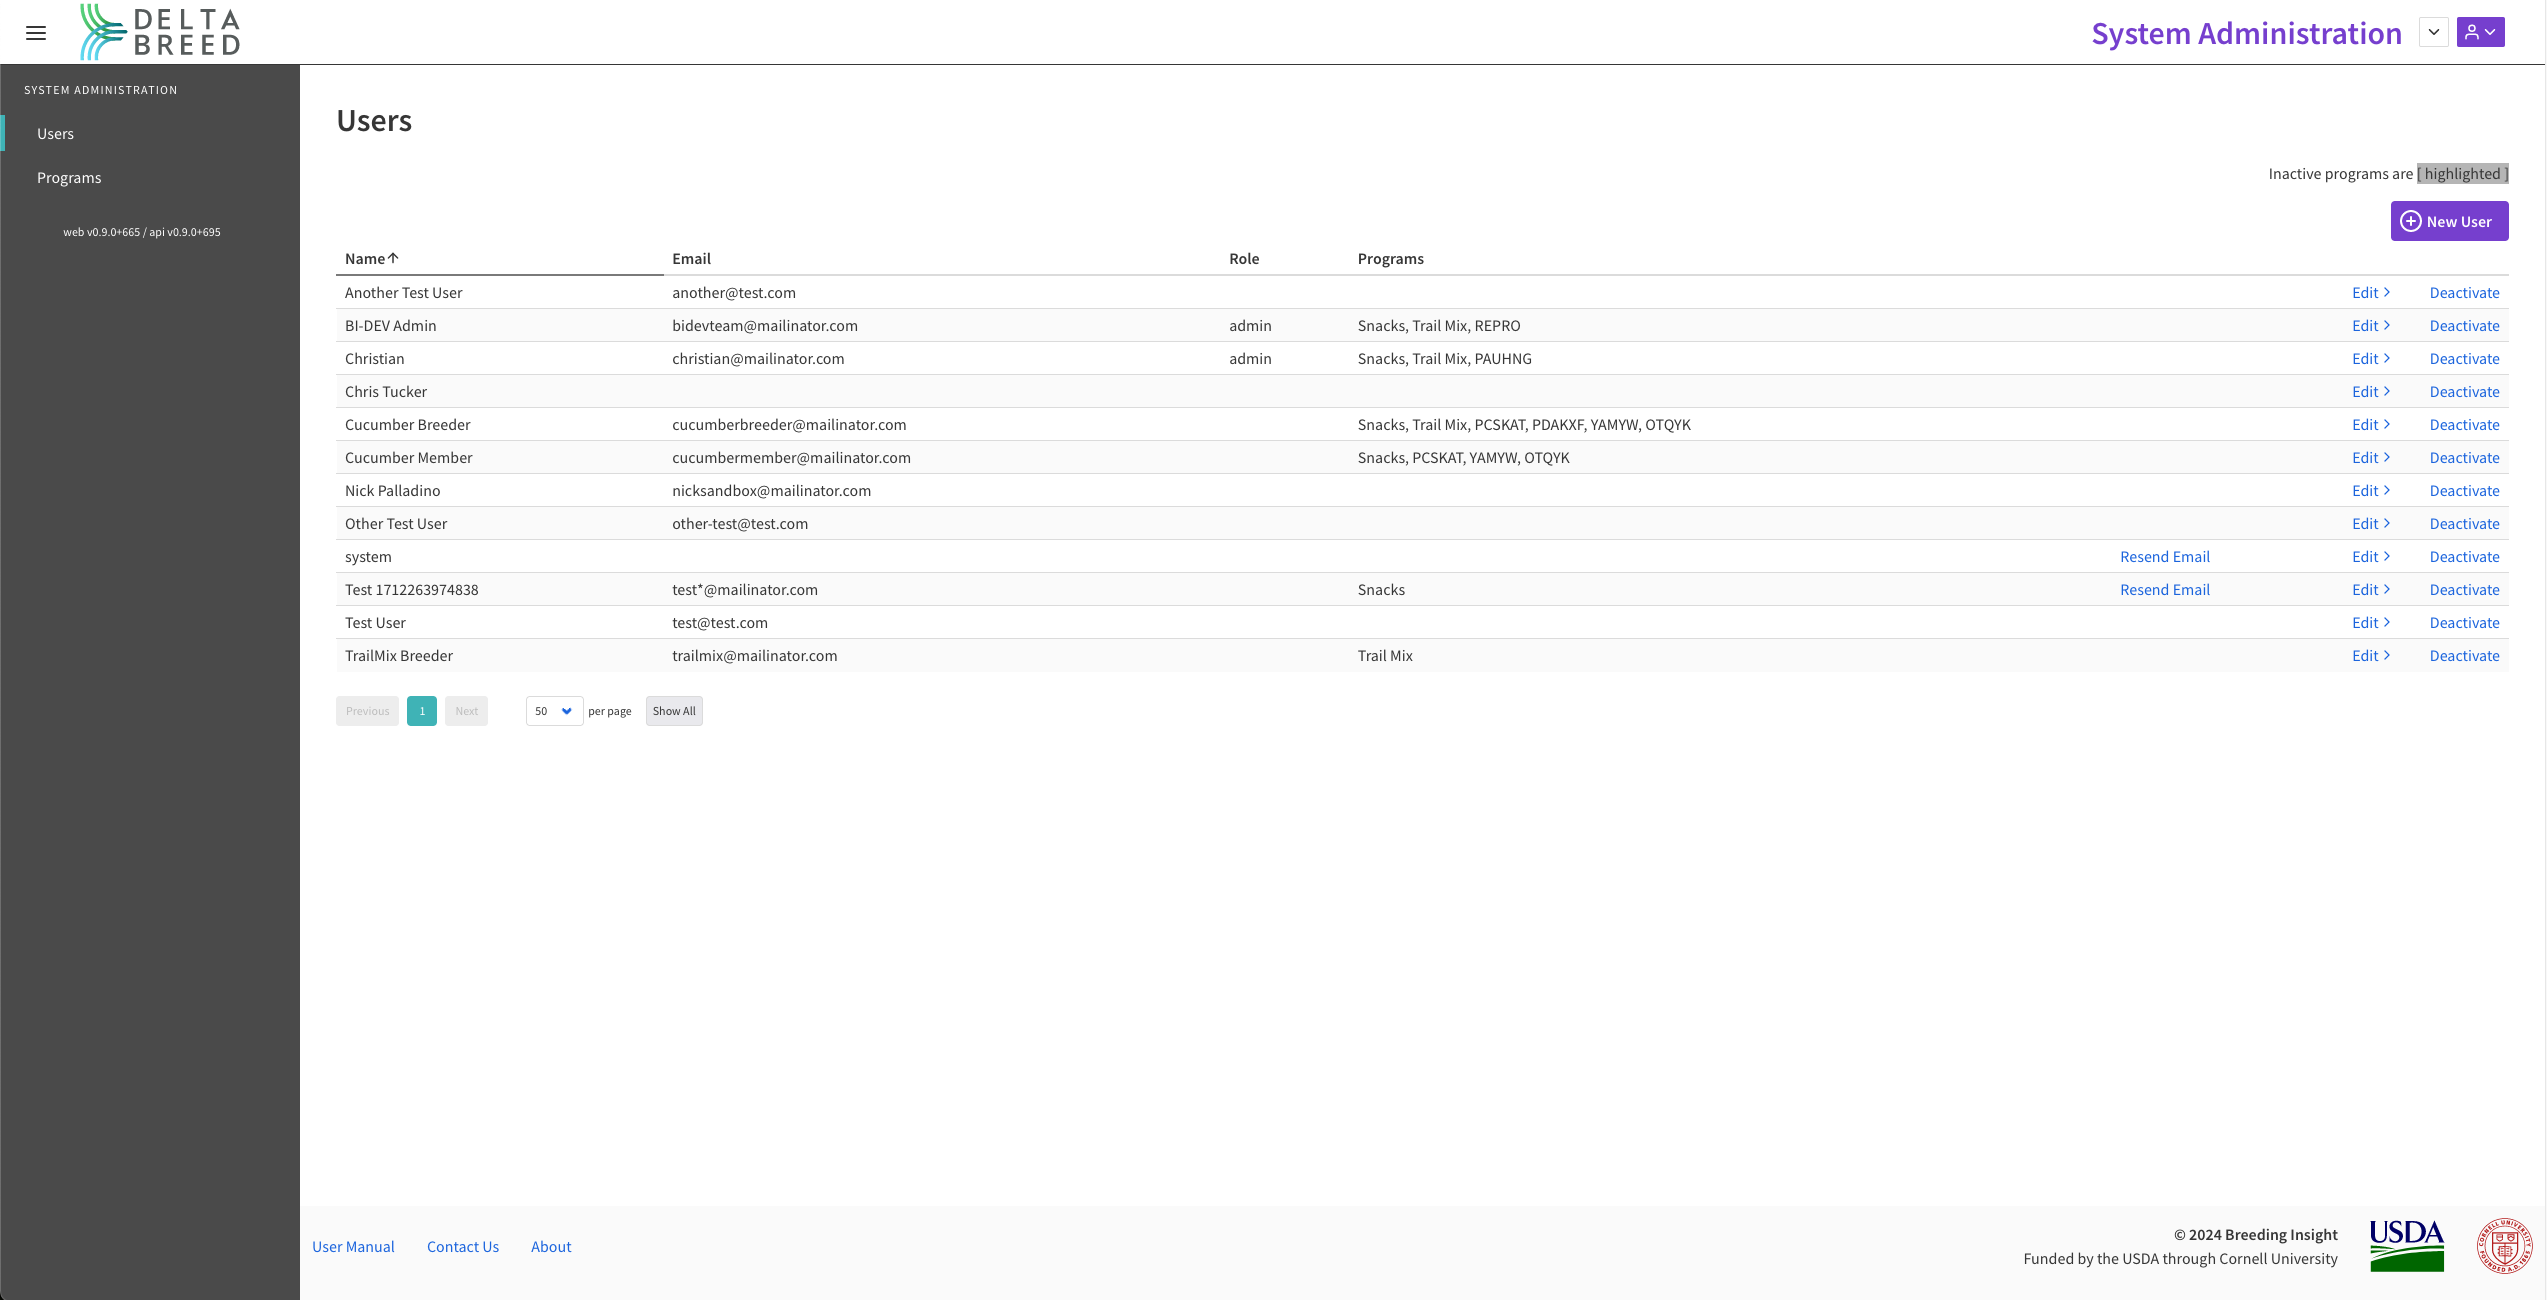 DELTA BREED
System Administration
SYSTEM ADMINISTRATION
Users
Programs
web v0.9.0+665 / api v0.9.0+695
Users
Inactive programs are [ highlighted ]
New User
Name Email Role Programs
Another Test User another@test.com Edit Deactivate
BI-DEV Admin bidevteam@mailinator.com admin Snacks, Trail Mix, REPRO Edit Deactivate
Christian christian@mailinator.com admin Snacks, Trail Mix, PAUHNG Edit Deactivate
Chris Tucker Edit Deactivate
Cucumber Breeder cucumberbreeder@mailinator.com Snacks, Trail Mix, PCSKAT, PDAKXF, YAMYW, OTQYK Edit Deactivate
Cucumber Member cucumbermember@mailinator.com Snacks, PCSKAT, YAMYW, OTQYK Edit Deactivate
Nick Palladino nicksandbox@mailinator.com Edit Deactivate
Other Test User other-test@test.com Edit Deactivate
system Resend Email Edit Deactivate
Test 1712263974838 test*@mailinator.com Snacks Resend Email Edit Deactivate
Test User test@test.com Edit Deactivate
TrailMix Breeder trailmix@mailinator.com Trail Mix Edit Deactivate
Previous 1 Next 50 per page Show All
User Manual Contact Us About
© 2024 Breeding Insight
Funded by the USDA through Cornell University
USDA
CORNELL UNIVERSITY
FOUNDED A.D. 1865